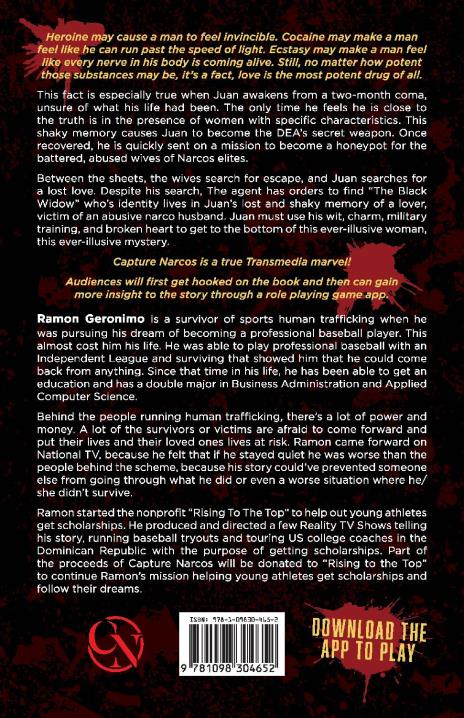 Heroine may cause a man to feel invincible. Cocaine may make a man
feel like he can run past the speed of light. Ecstasy may make a man feel
like every nerve in his body is coming alive. Still, no matter how potent
those substances may be, it's a fact, love is the most potent drug of all.
This fact is especially true when Juan awakens from a two-month coma,
unsure of what his life had been. The only time he feels he is close to
the truth is in the presence of women with specific characteristics. This
shaky memory causes Juan to become the DEA's secret weapon. Once
recovered, he is quickly sent on a mission to become a honeypot for the
battered, abused wives of Narcos elites.
Between the sheets, the wives search for escape, and Juan searches for
a lost love. Despite his search, The agent has orders to find "The Black
Widow" who's identity lives in Juan's lost and shaky memory of a lover,
victim of an abusive narco husband. Juan must use his wit, charm, military
training, and broken heart to get to the bottom of this ever-illusive woman,
this ever-illusive mystery.
Capture Narcos is a true Transmedia marvel!
Audiences will first get hooked on the book and then can gain
more insight to the story through a role playing game app.
Ramon Geronimo is a survivor of sports human trafficking when he
was pursuing his dream of becoming a professional baseball player. This
almost cost him his life. He was able to play professional baseball with an
Independent League and surviving that showed him that he could come
back from anything. Since that time in his life, he has been able to get an
education and has a double major in Business Administration and Applied
Computer Science.
Behind the people running human trafficking, there's a lot of power and
money. A lot of the survivors or victims are afraid to come forward and
put their lives and their loved ones lives at risk. Ramon came forward on
National TV, because he felt that if he stayed quiet he was worse than the
people behind the scheme, because his story could've prevented someone
else from going through what he did or even a worse situation where he/
she didn't survive.
Ramon started the nonprofit "Rising To The Top" to help out young athletes
get scholarships. He produced and directed a few Reality TV Shows telling
his story, running baseball tryouts and touring US college coaches in the
Dominican Republic with the purpose of getting scholarships. Part of
the proceeds of Capture Narcos will be donated to "Rising to the Top"
to continue Ramon's mission helping young athletes get scholarships and
follow their dreams.
CN
ISBN: 978-1-09830-465-2
9 781098 304652
DOWNLOAD THE
APP TO PLAY